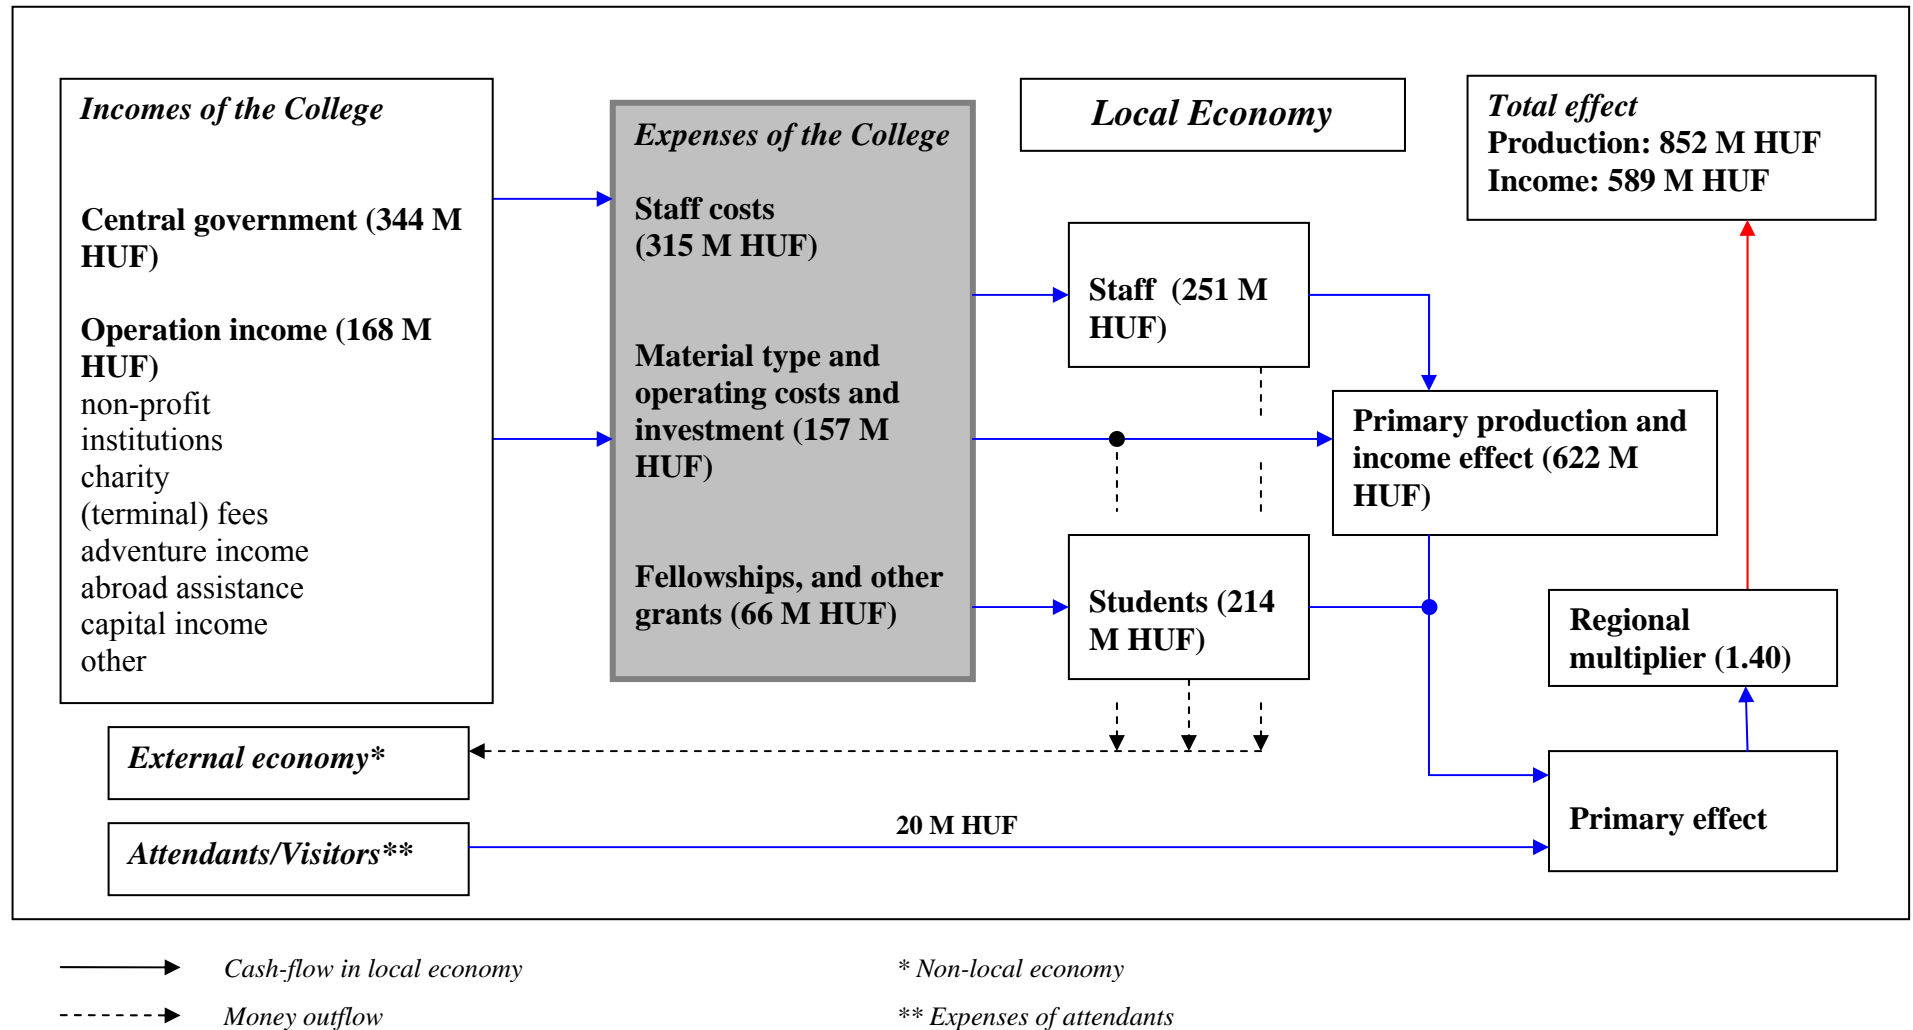 Incomes of the College
Central government (344 M
HUF)
Operation income (168 M
HUF)
non-profit
institutions
charity
(terminal) fees
adventure income
abroad assistance
capital income
other
Expenses of the College
Staff costs
(315 M HUF)
Material type and
operating costs and
investment (157 M
HUF)
Fellowships, and other
grants (66 M HUF)
Local Economy
Staff (251 M
HUF)
Students (214
M HUF)
Primary production and
income effect (622 M
HUF)
Total effect
Production: 852 M HUF
Income: 589 M HUF
Regional
multiplier (1.40)
Primary effect
External economy*
Attendants/Visitors**
20 M HUF
Cash-flow in local economy
Money outflow
* Non-local economy
** Expenses of attendants